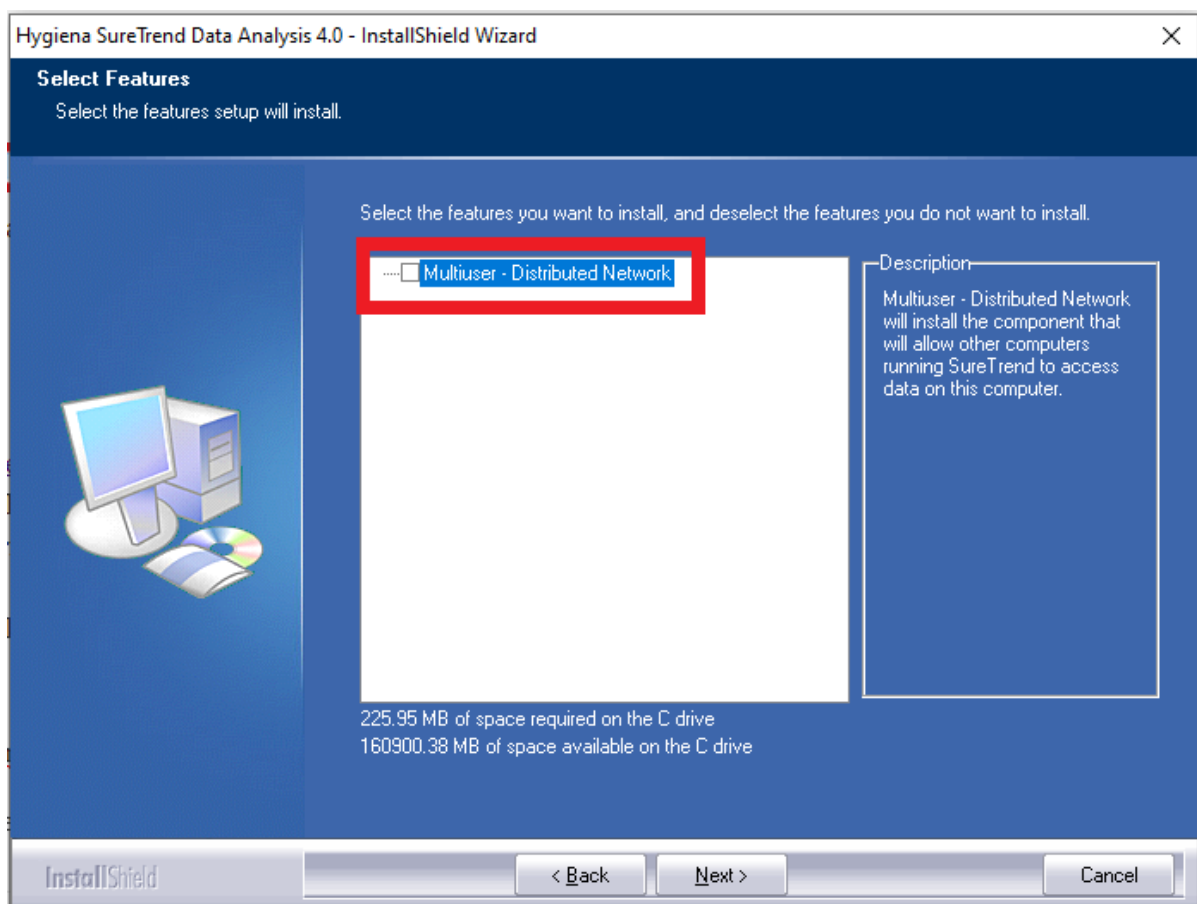 Hygiena SureTrend Data Analysis 4.0 - InstallShield Wizard
Select Features
Select the features setup will install.
Select the features you want to install, and deselect the features you do not want to install.
Multiuser - Distributed Network
Description
Multiuser - Distributed Network
will install the component that
will allow other computers
running SureTrend to access
data on this computer.
225.95 MB of space required on the C drive
160900.38 MB of space available on the C drive
InstallShield
< Back
Next >
Cancel